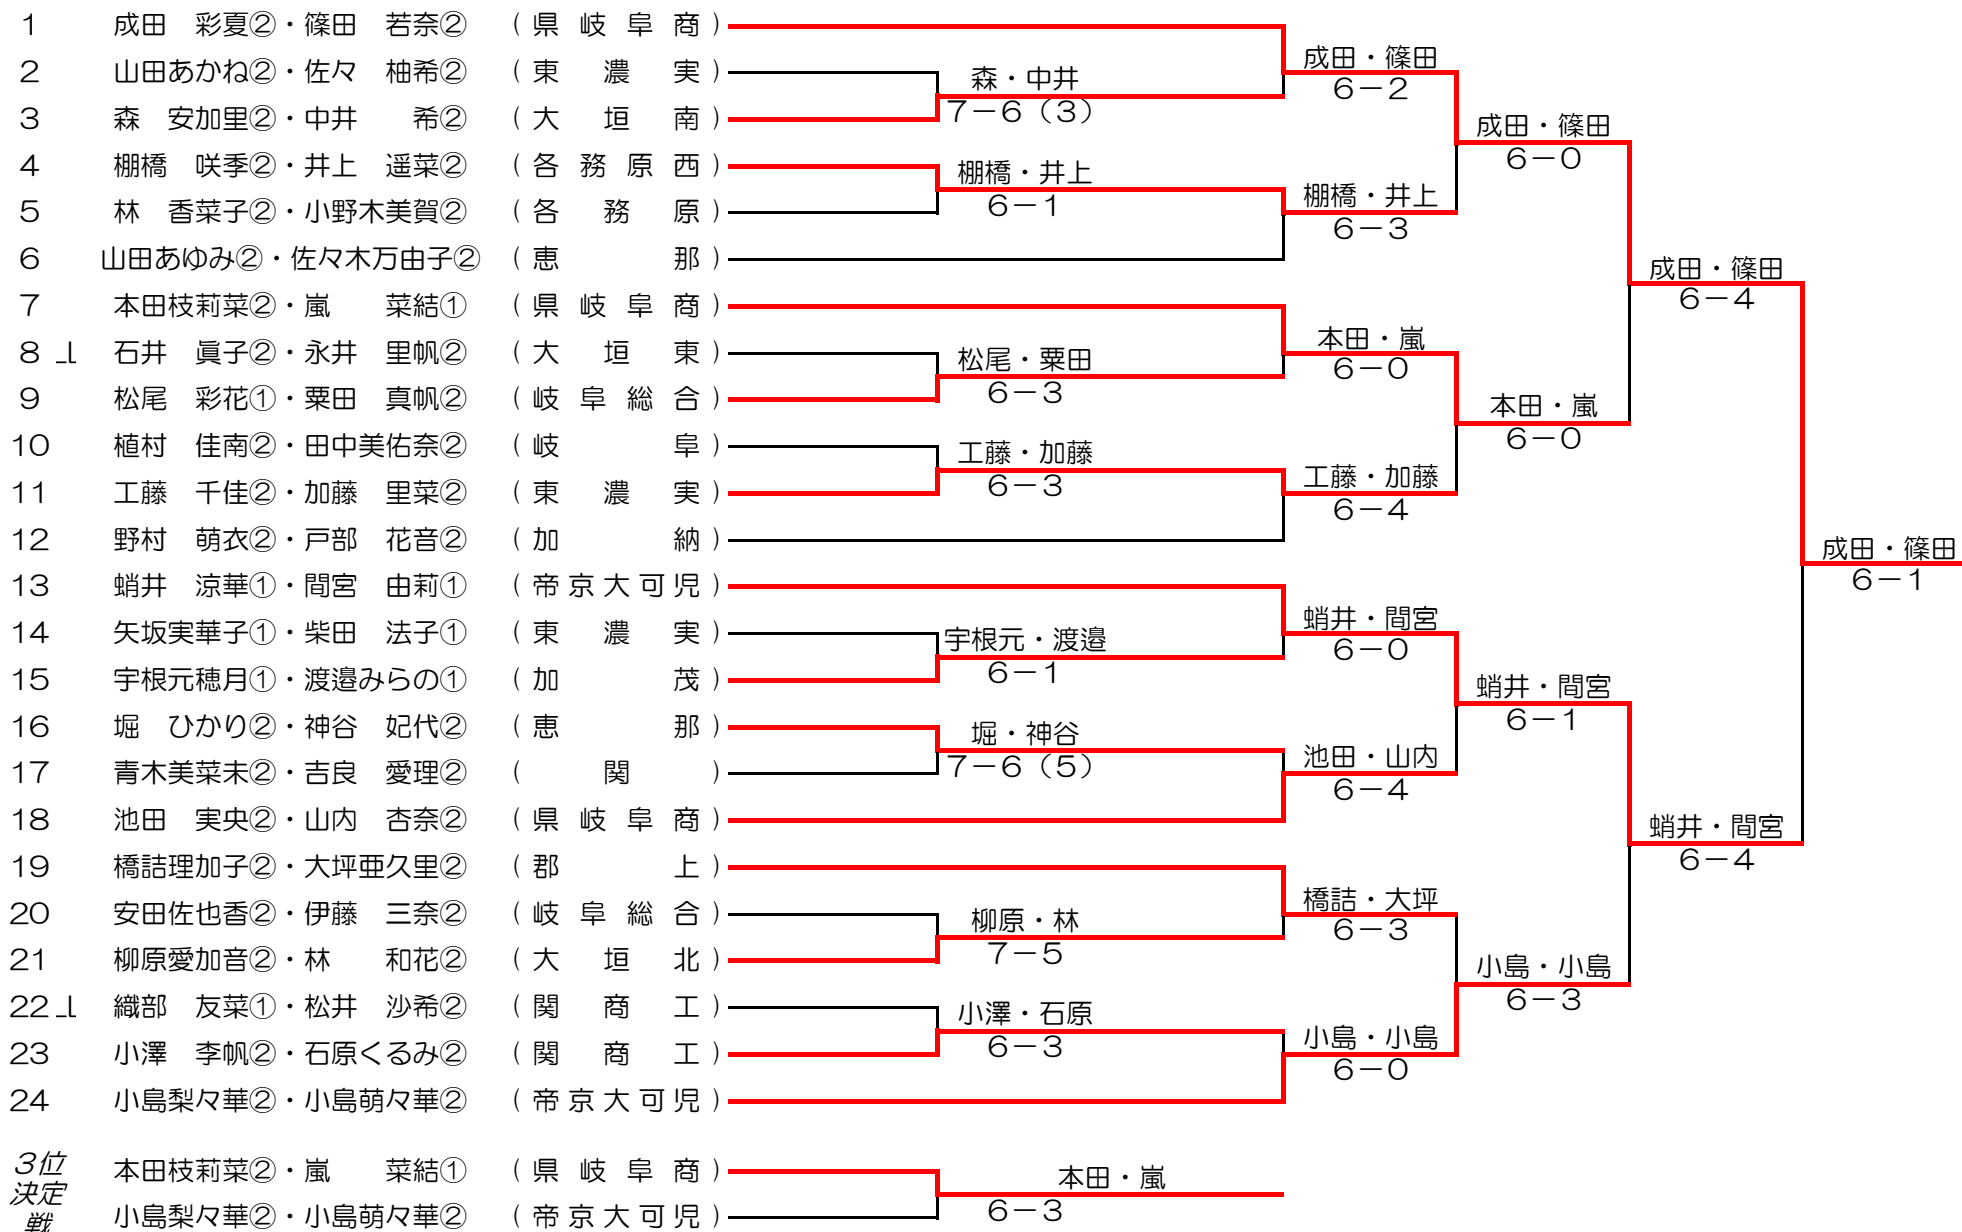 1 成田 彩夏②・篠田 若奈② (県岐阜商)
成田・篠田
2 山田あかね②・佐々 柚希② (東濃実)
森・中井
6-2
3 森 安加里②・中井 希② (大垣南)
7-6(3)
成田・篠田
6-0
4 棚橋 咲季②・井上 遥菜② (各務原西)
棚橋・井上
5 林 香菜子②・小野木美賀② (各務原)
6-1
棚橋・井上
6-3
6 山田あゆみ②・佐々木万由子② (恵那)
成田・篠田
6-4
7 本田枝莉菜②・嵐 菜結① (県岐阜商)
本田・嵐
8 ⅃L 石井 眞子②・永井 里帆② (大垣東)
松尾・粟田
6-0
9 松尾 彩花①・粟田 真帆② (岐阜総合)
6-3
本田・嵐
6-0
10 植村 佳南②・田中美佑奈② (岐阜)
工藤・加藤
11 工藤 千佳②・加藤 里菜② (東濃実)
6-3
工藤・加藤
6-4
12 野村 萌衣②・戸部 花音② (加納)
成田・篠田
6-1
13 蛸井 涼華①・間宮 由莉① (帝京大可児)
蛸井・間宮
14 矢坂実華子①・柴田 法子① (東濃実)
宇根元・渡邉
6-0
15 宇根元穂月①・渡邉みらの① (加茂)
6-1
蛸井・間宮
6-1
16 堀 ひかり②・神谷 妃代② (恵那)
堀・神谷
17 青木美菜未②・吉良 愛理② (関)
7-6(5)
池田・山内
6-4
18 池田 実央②・山内 杏奈② (県岐阜商)
蛸井・間宮
6-4
19 橋詰理加子②・大坪亜久里② (郡上)
橋詰・大坪
20 安田佐也香②・伊藤 三奈② (岐阜総合)
柳原・林
6-3
21 柳原愛加音②・林 和花② (大垣北)
7-5
小島・小島
6-3
22 ⅃L 織部 友菜①・松井 沙希② (関商工)
小澤・石原
23 小澤 李帆②・石原くるみ② (関商工)
6-3
小島・小島
6-0
24 小島梨々華②・小島萌々華② (帝京大可児)
3位
決定
戦
本田枝莉菜②・嵐 菜結① (県岐阜商)
本田・嵐
小島梨々華②・小島萌々華② (帝京大可児)
6-3